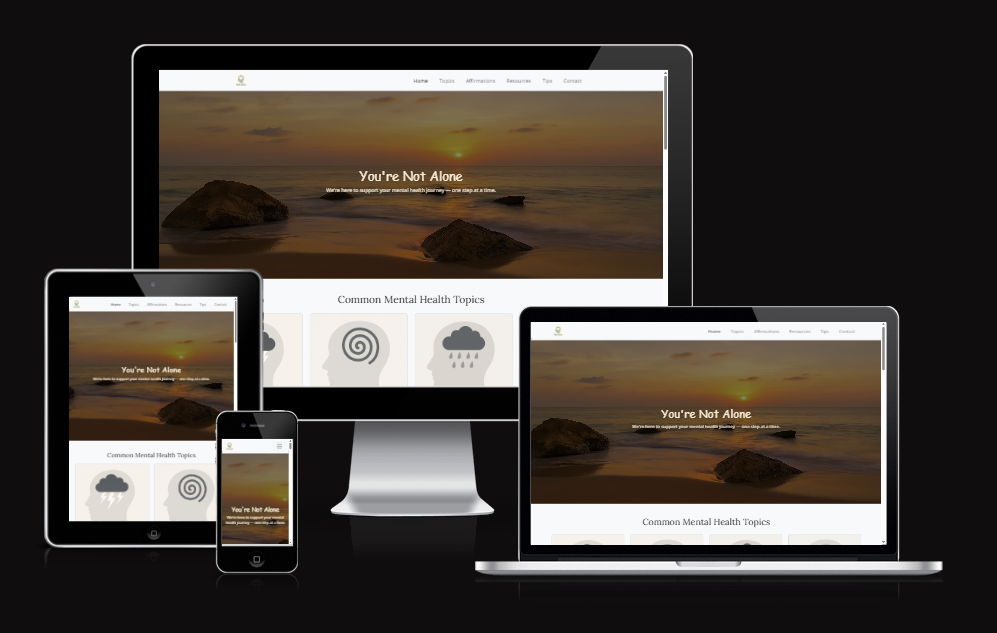 Home Topics Affirmations Resources Tips Contact
You're Not Alone
We're here to support your mental health journey — one step at a time.
Common Mental Health Topics
Home Topics Affirmations Resources Tips Contact
You're Not Alone
We're here to support your mental health journey — one step at a time.
Common Mental Health Topics
You're Not Alone
We're here to support your mental
health journey — one step at a time.
Home Topics Affirmations Resources Tips Contact
You're Not Alone
We're here to support your mental health journey — one step at a time.
Common Mental Health Topics